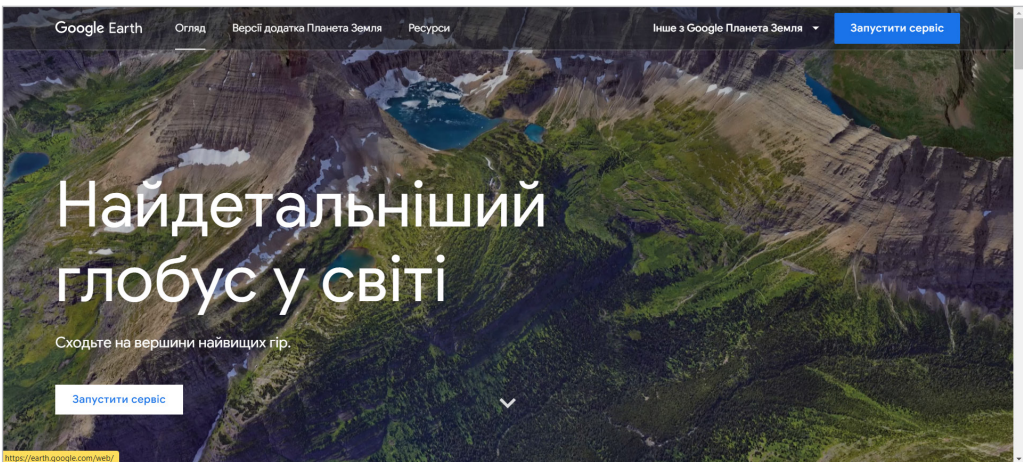 Google Earth
Огляд
Версії додатка Планета Земля
Ресурси
Інше з Google Планета Земля
Запустити сервіс
Найдетальніший
глобус у світі
Сходьте на вершини найвищих гір.
Запустити сервіс
https://earth.google.com/web/